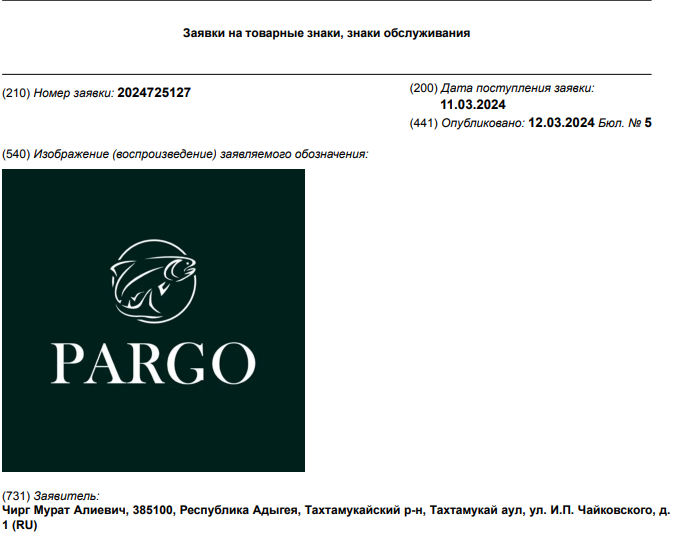 Заявки на товарные знаки, знаки обслуживания
(210) Номер заявки: 2024725127
(200) Дата поступления заявки:
11.03.2024
(441) Опубликовано: 12.03.2024 Бюл. № 5
(540) Изображение (воспроизведение) заявляемого обозначения:
PARGO
(731) Заявитель:
Чирг Мурат Алиевич, 385100, Республика Адыгея, Тахтамукайский р-н, Тахтамукай аул, ул. И.П. Чайковского, д.
1 (RU)